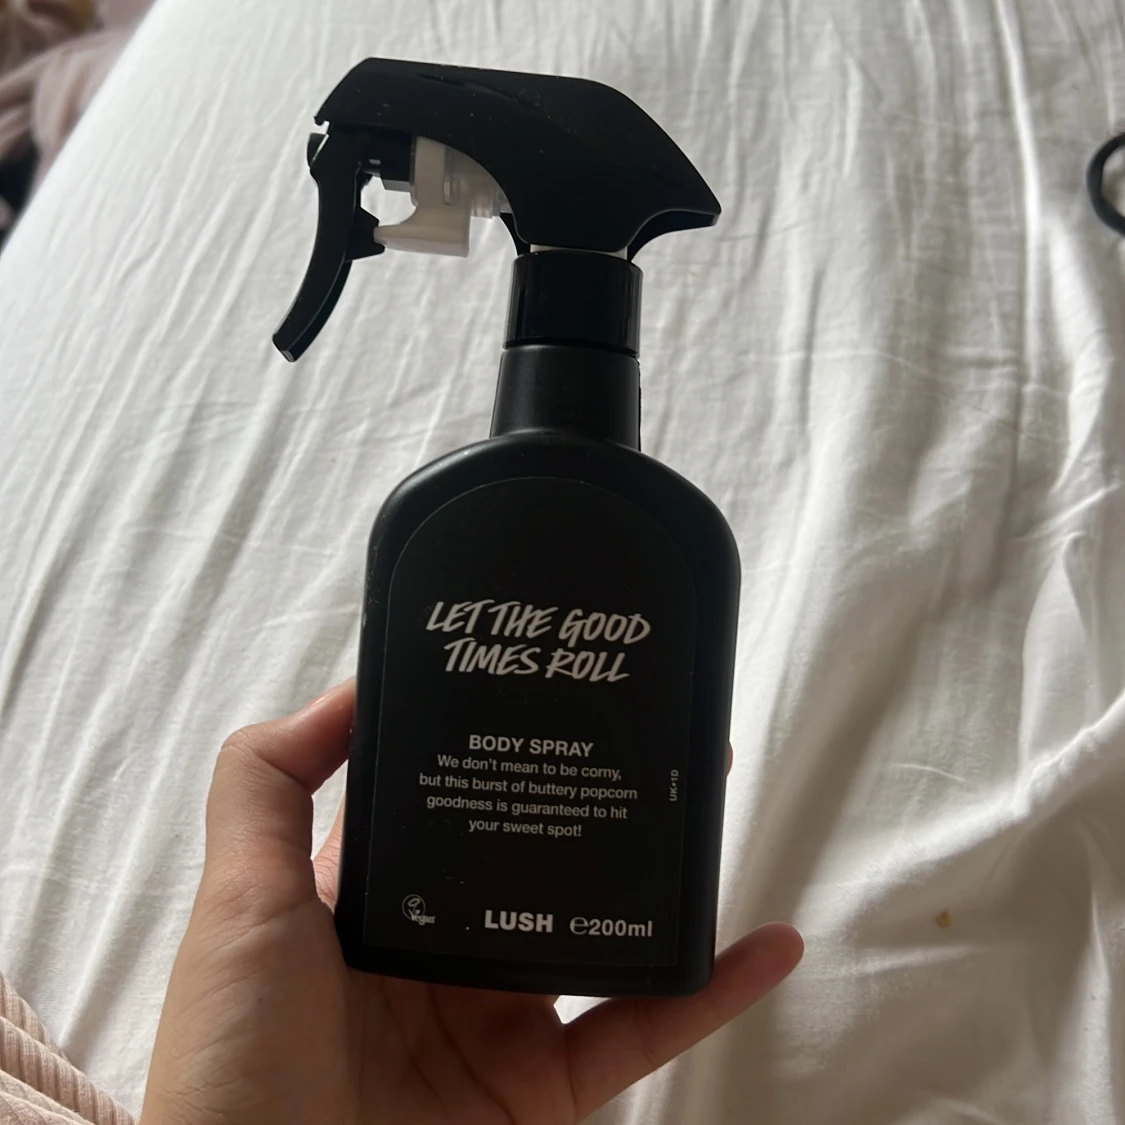 LET THE GOOD
TIMES ROLL
BODY SPRAY
We don't mean to be corny,
but this burst of buttery popcorn
goodness is guaranteed to hit
your sweet spot!
UK•1D
Vegan
LUSH ℮200ml